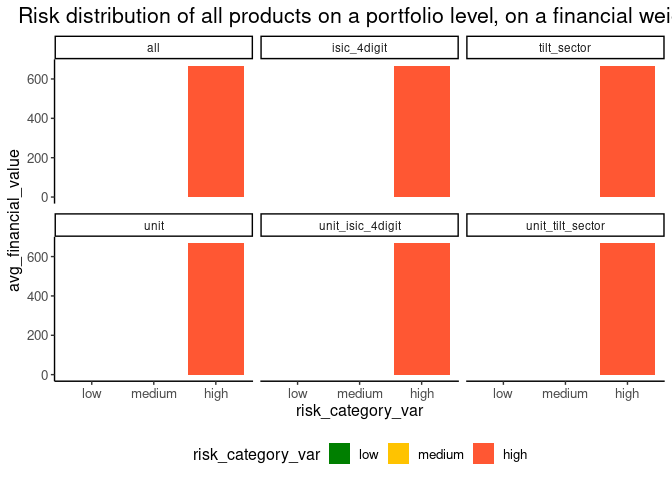 Risk distribution of all products on a portfolio level, on a financial wei
all isic_4digit tilt_sector
600
400
200
0
unit unit_isic_4digit unit_tilt_sector
600
400
200
0
avg_financial_value
low medium high low medium high low medium high
risk_category_var
risk_category_var low medium high